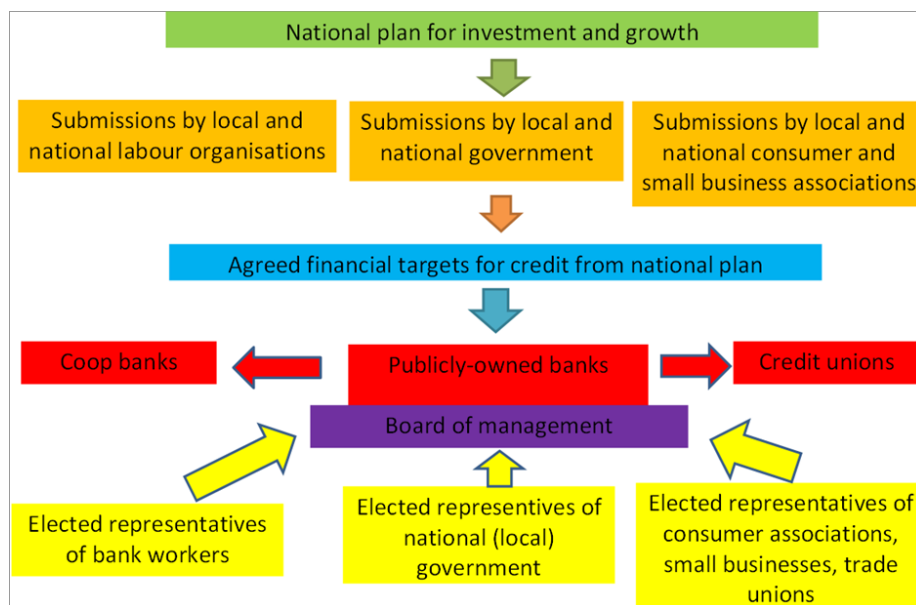 National plan for investment and growth
Submissions by local and
national labour organisations
Submissions by local and
national government
Submissions by local and
national consumer and
small business associations
Agreed financial targets for credit from national plan
Coop banks
Publicly-owned banks
Credit unions
Board of management
Elected representatives
of bank workers
Elected representives of
national (local)
government
Elected representatives of
consumer associations,
small businesses, trade
unions